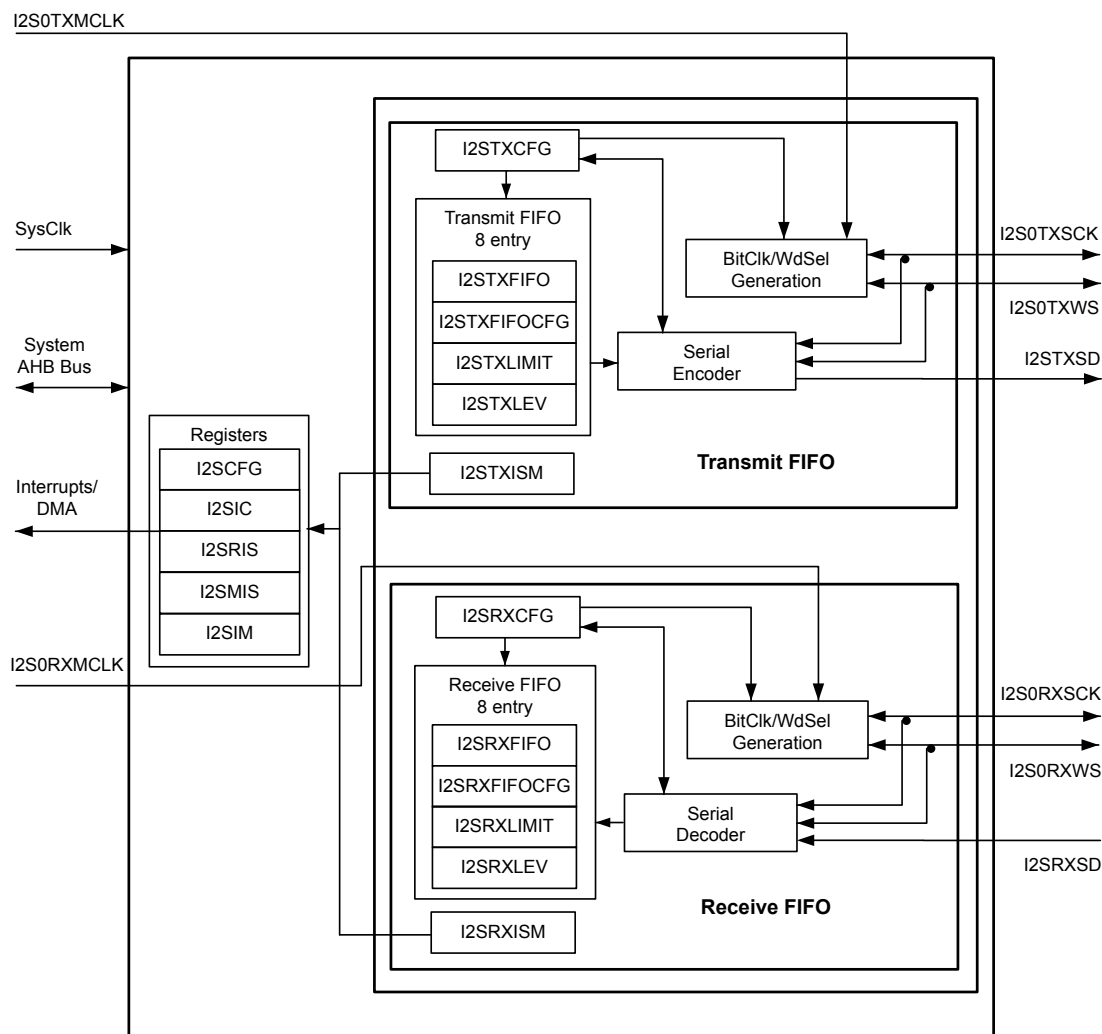 I2S0TXMCLK
I2STXCFG
Transmit FIFO
8 entry
I2STXFIFO
I2STXFIFOCFG
I2STXLIMIT
I2STXLEV
BitClk/WdSel
Generation
Serial
Encoder
I2STXISM
Transmit FIFO
SysClk
System
AHB Bus
Interrupts/
DMA
I2S0RXMCLK
Registers
I2SCFG
I2SIC
I2SRIS
I2SMIS
I2SIM
I2S0TXSCK
I2S0TXWS
I2STXSD
I2SRXCFG
Receive FIFO
8 entry
I2SRXFIFO
I2SRXFIFOCFG
I2SRXLIMIT
I2SRXLEV
BitClk/WdSel
Generation
Serial
Decoder
I2SRXISM
Receive FIFO
I2S0RXSCK
I2S0RXWS
I2SRXSD